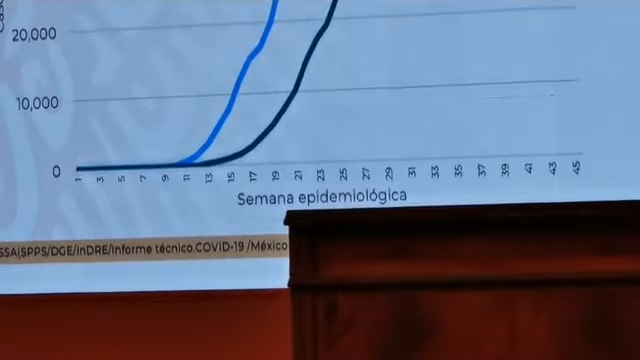 20,000
10,000
0
1 3 5 7 9 11 13 15 17 19 21 23 25 27 29 31 33 35 37 39 41 43 45
Semana epidemiológica
SSA(SPPS/DGE/InDRE/Informe técnico.COVID-19 /México